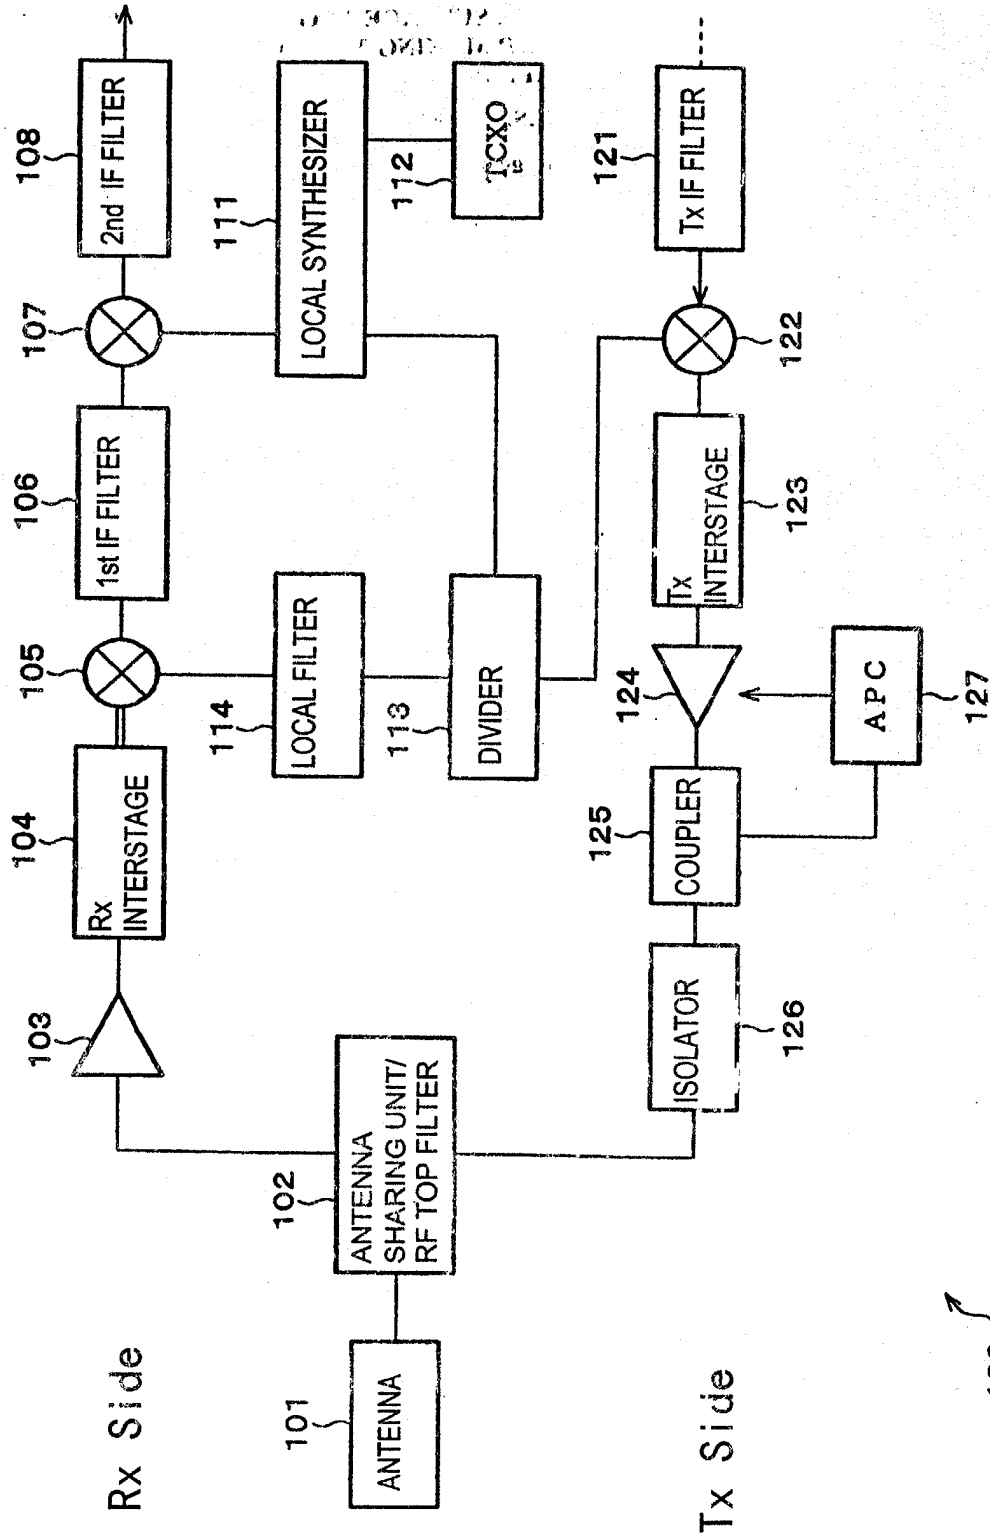 Rx Side
101
ANTENNA
102
ANTENNA
SHARING UNIT/
RF TOP FILTER
103
104
Rx
INTERSTAGE
105
106
1st IF FILTER
107
108
2nd IF FILTER
111
LOCAL SYNTHESIZER
112
TCXO
114
LOCAL FILTER
113
DIVIDER
Tx Side
126
ISOLATOR
125
COUPLER
124
127
APC
123
Tx
INTERSTAGE
122
121
Tx IF FILTER